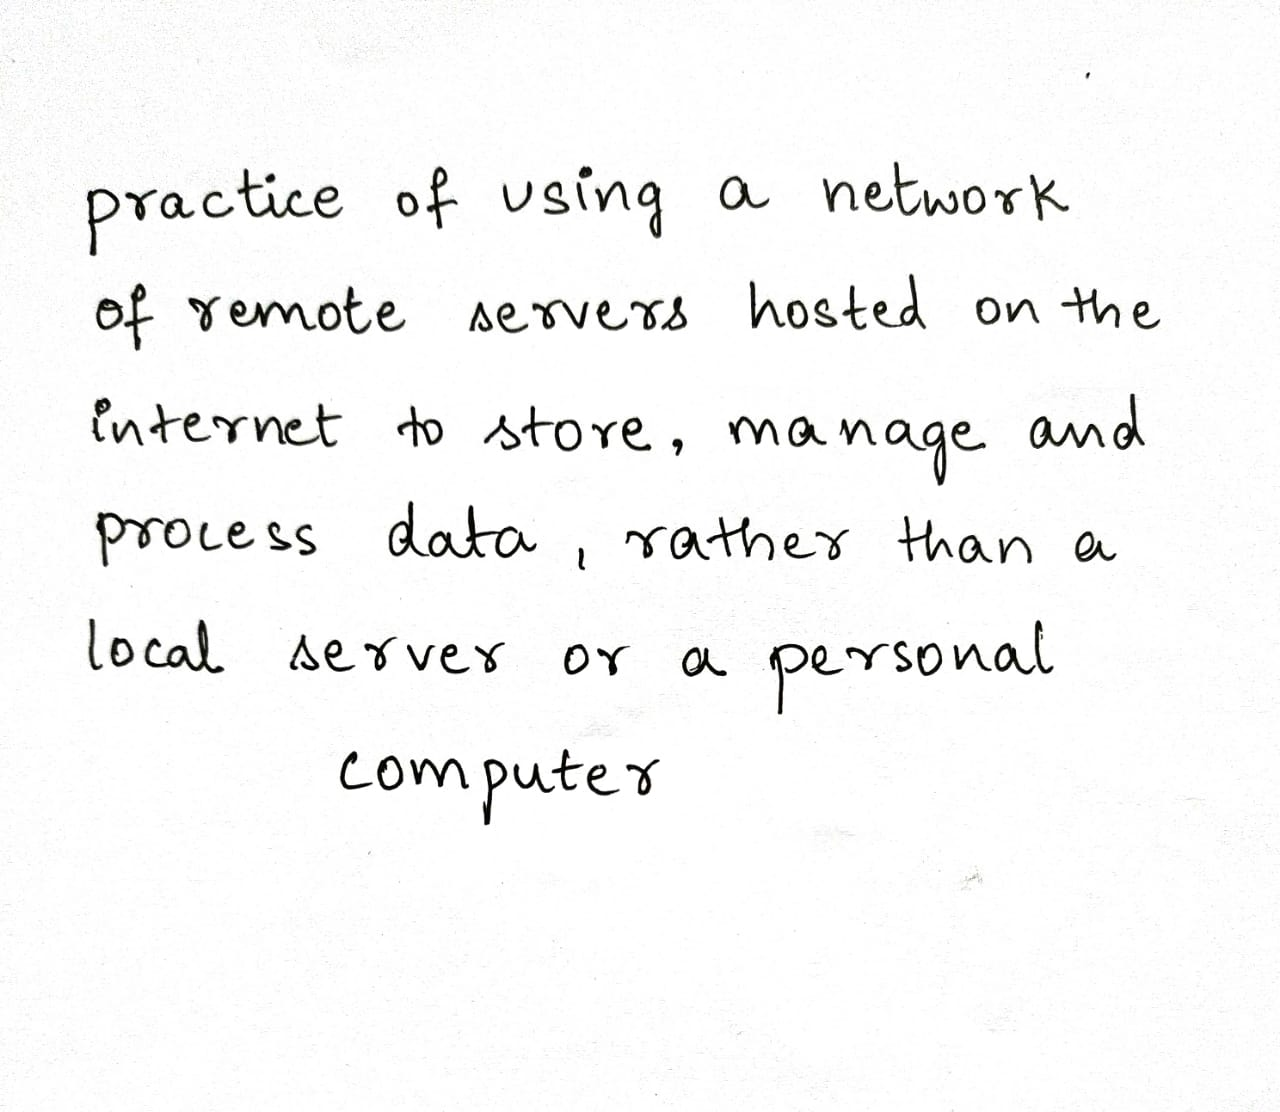 practice of using a network
of remote servers hosted on the
internet to store, manage and
process data, rather than a
local server or a personal
computer